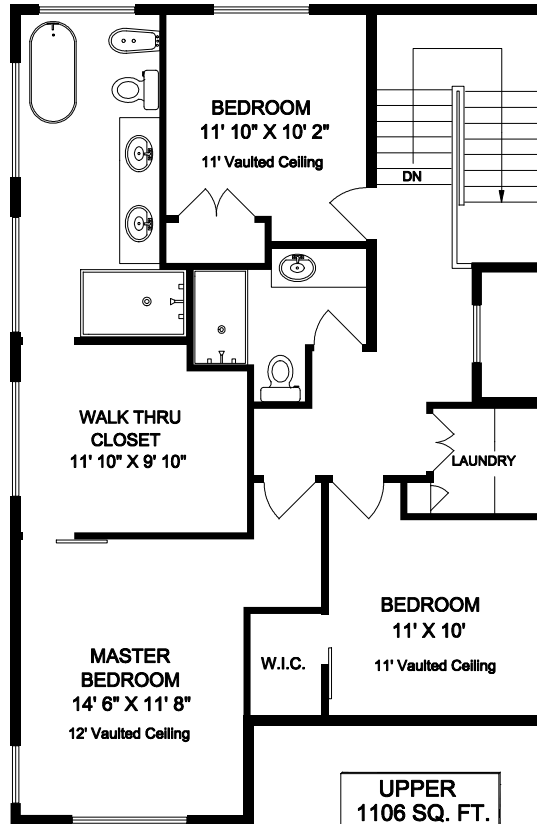 BEDROOM
11' 10" X 10' 2"
11' Vaulted Ceiling
DN
WALK THRU
CLOSET
11' 10" X 9' 10"
LAUNDRY
BEDROOM
11' X 10'
11' Vaulted Ceiling
W.I.C.
MASTER
BEDROOM
14' 6" X 11' 8"
12' Vaulted Ceiling
UPPER
1106 SQ. FT.